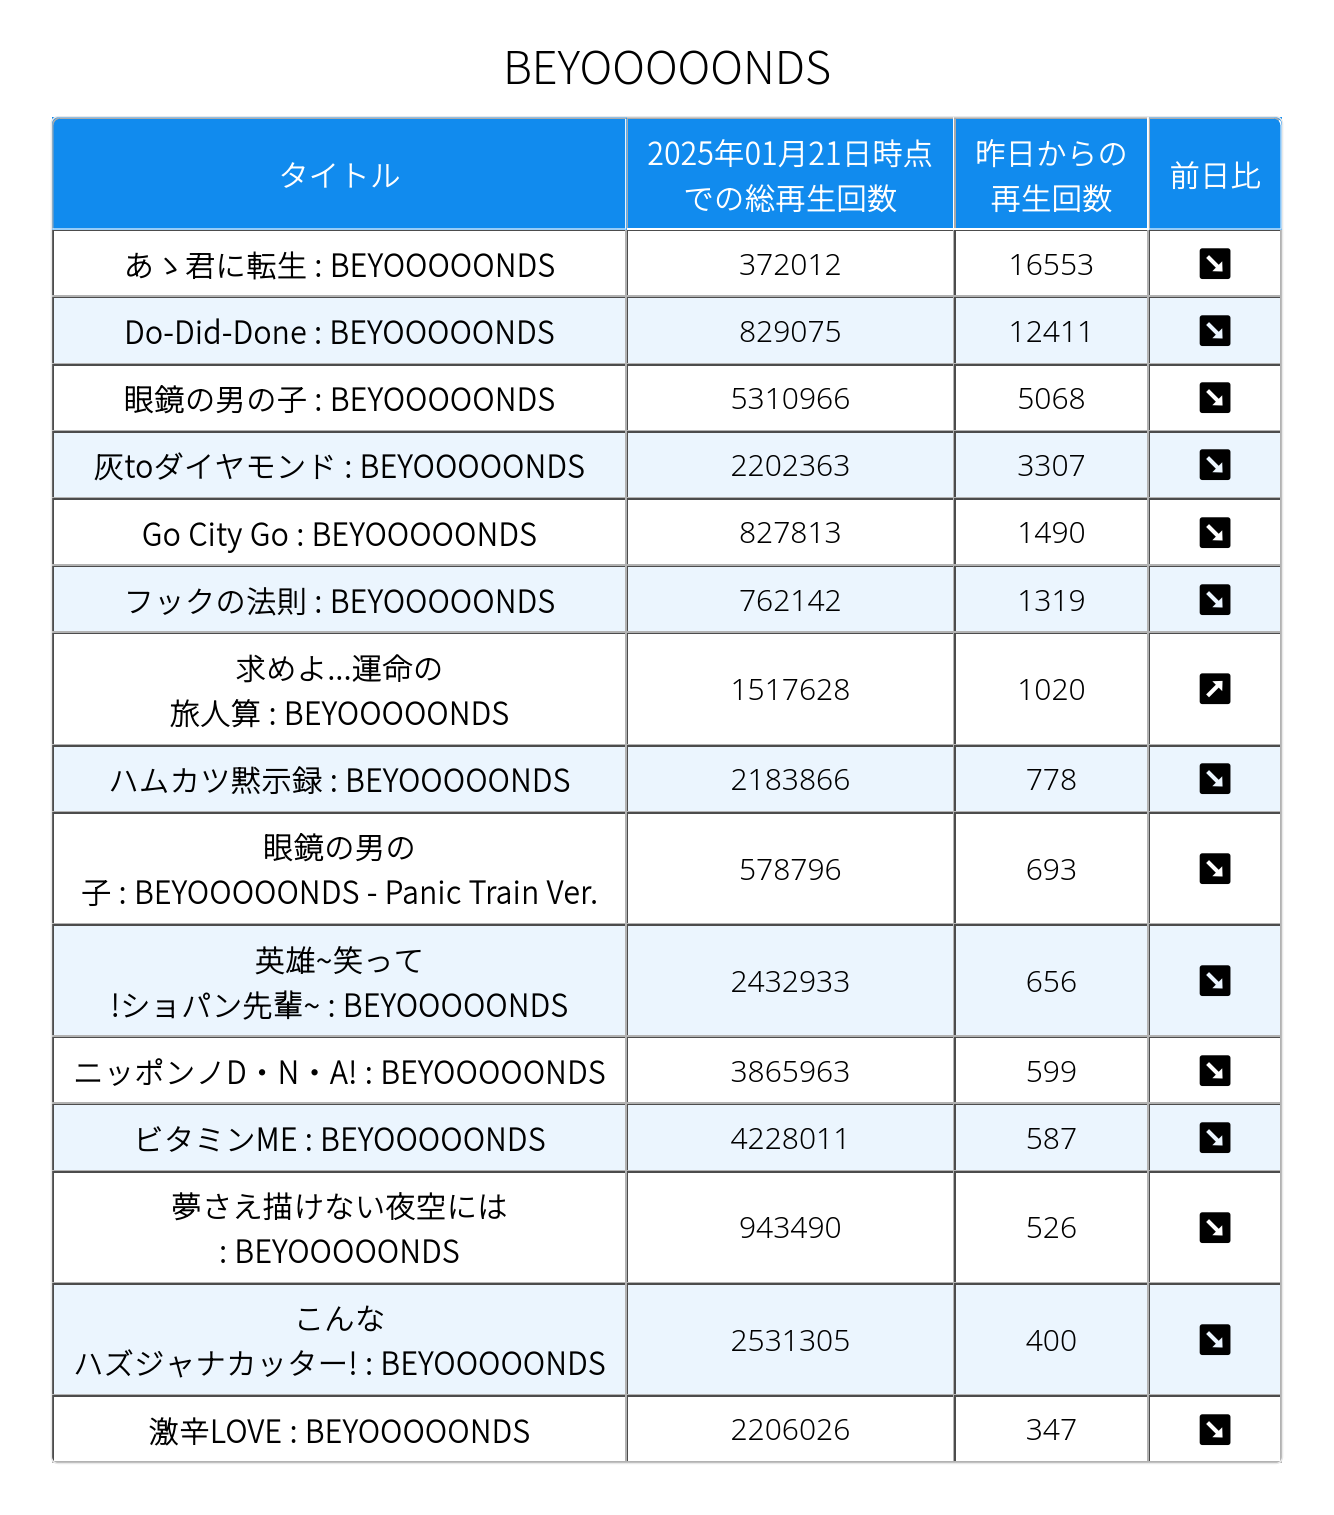 BEYOOOOONDS
タイトル
2025年01月21日時点
での総再生回数
昨日からの
再生回数
前日比
あゝ君に転生 : BEYOOOOONDS
372012
16553
Do-Did-Done : BEYOOOOONDS
829075
12411
眼鏡の男の子 : BEYOOOOONDS
5310966
5068
灰toダイヤモンド : BEYOOOOONDS
2202363
3307
Go City Go : BEYOOOOONDS
827813
1490
フックの法則 : BEYOOOOONDS
762142
1319
求めよ...運命の
旅人算 : BEYOOOOONDS
1517628
1020
ハムカツ黙示録 : BEYOOOOONDS
2183866
778
眼鏡の男の
子 : BEYOOOOONDS - Panic Train Ver.
578796
693
英雄~笑って
!ショパン先輩~ : BEYOOOOONDS
2432933
656
ニッポンノD・N・A! : BEYOOOOONDS
3865963
599
ビタミンME : BEYOOOOONDS
4228011
587
夢さえ描けない夜空には
: BEYOOOOONDS
943490
526
こんな
ハズジャナカッター! : BEYOOOOONDS
2531305
400
激辛LOVE : BEYOOOOONDS
2206026
347